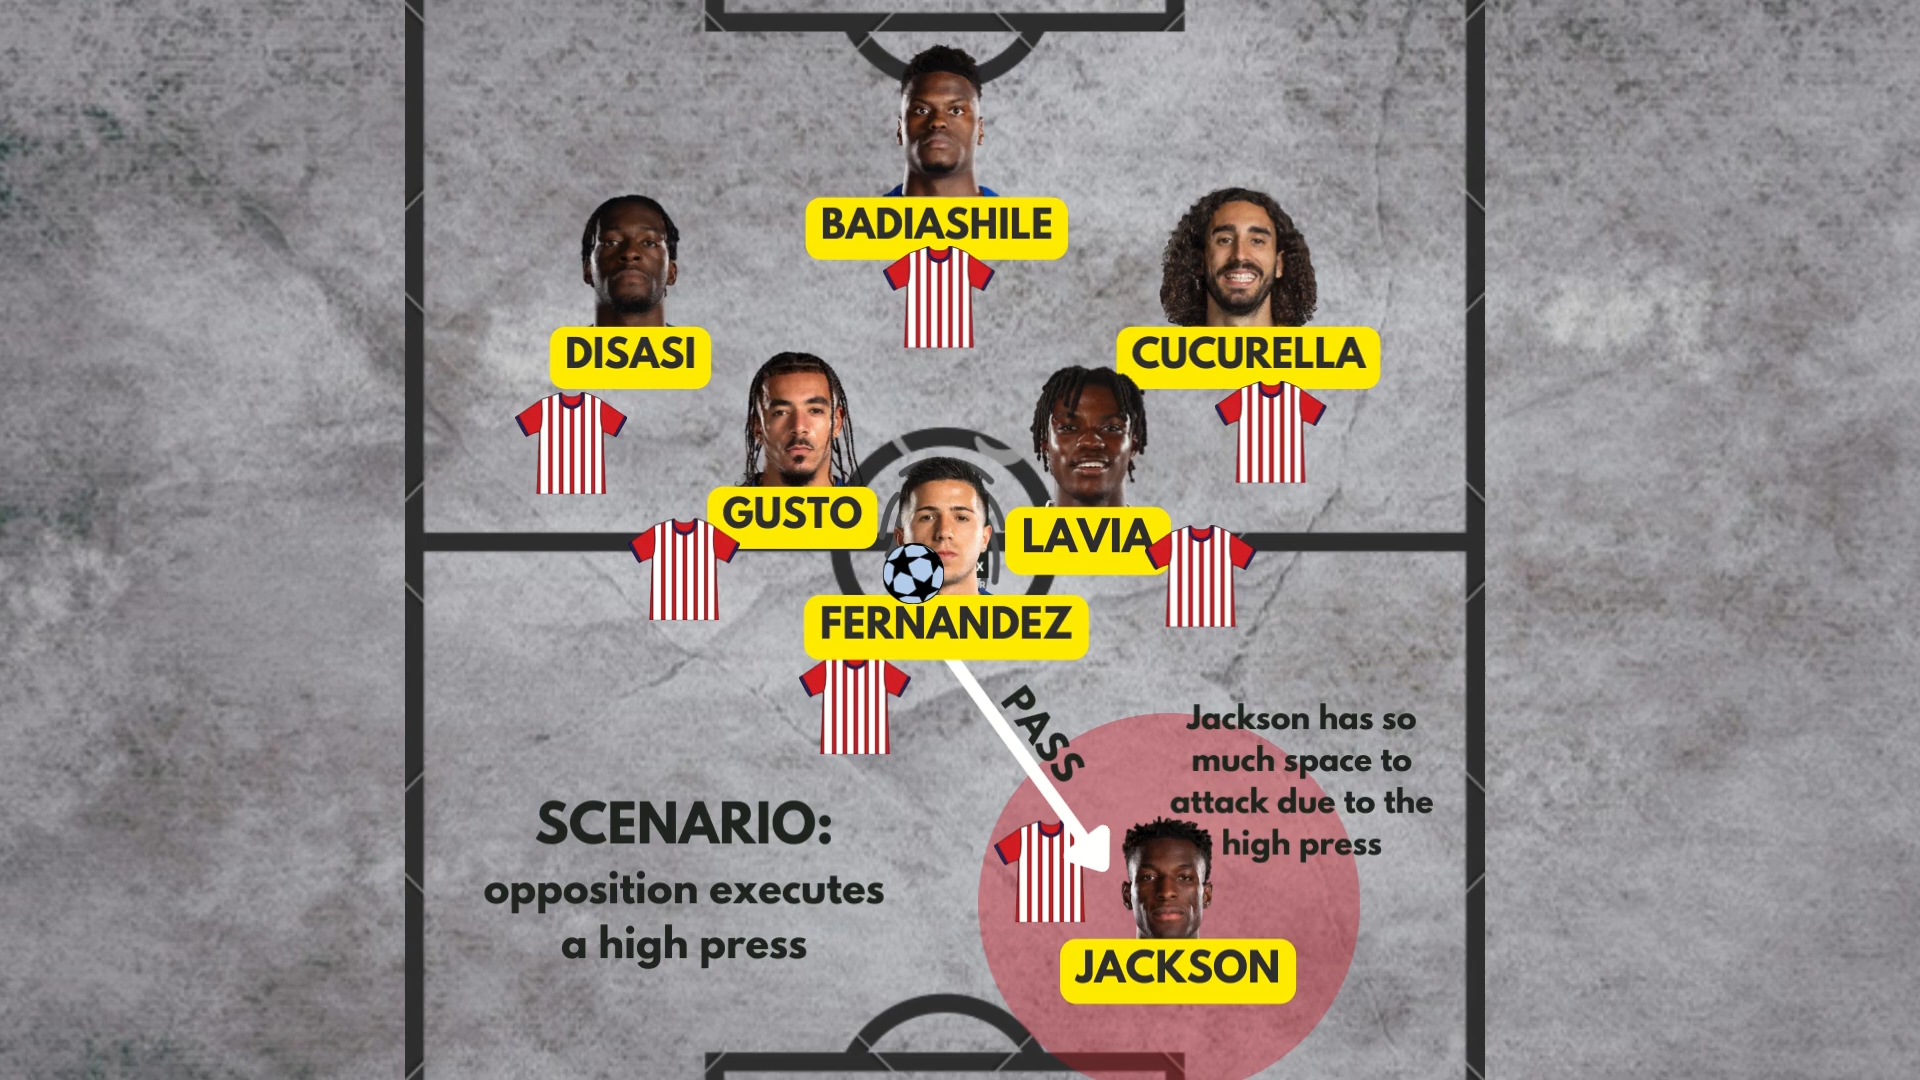 BADIASHILE
DISASI
CUCURELLA
GUSTO
LAVIA
FERNANDEZ
PASS
Jackson has so
much space to
attack due to the
high press
SCENARIO:
opposition executes
a high press
JACKSON